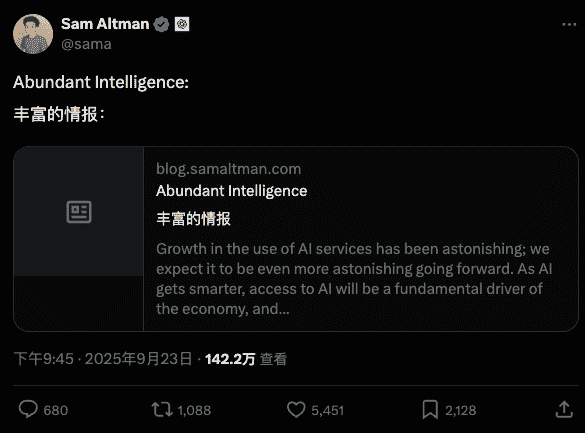 Sam Altman
@sama
Abundant Intelligence:
丰富的情报：
blog.samaltman.com
Abundant Intelligence
丰富的情报
Growth in the use of AI services has been astonishing; we
expect it to be even more astonishing going forward. As AI
gets smarter, access to AI will be a fundamental driver of
the economy, and...
下午9:45 · 2025年9月23日 · 142.2万 查看
680 1,088 5,451 2,128